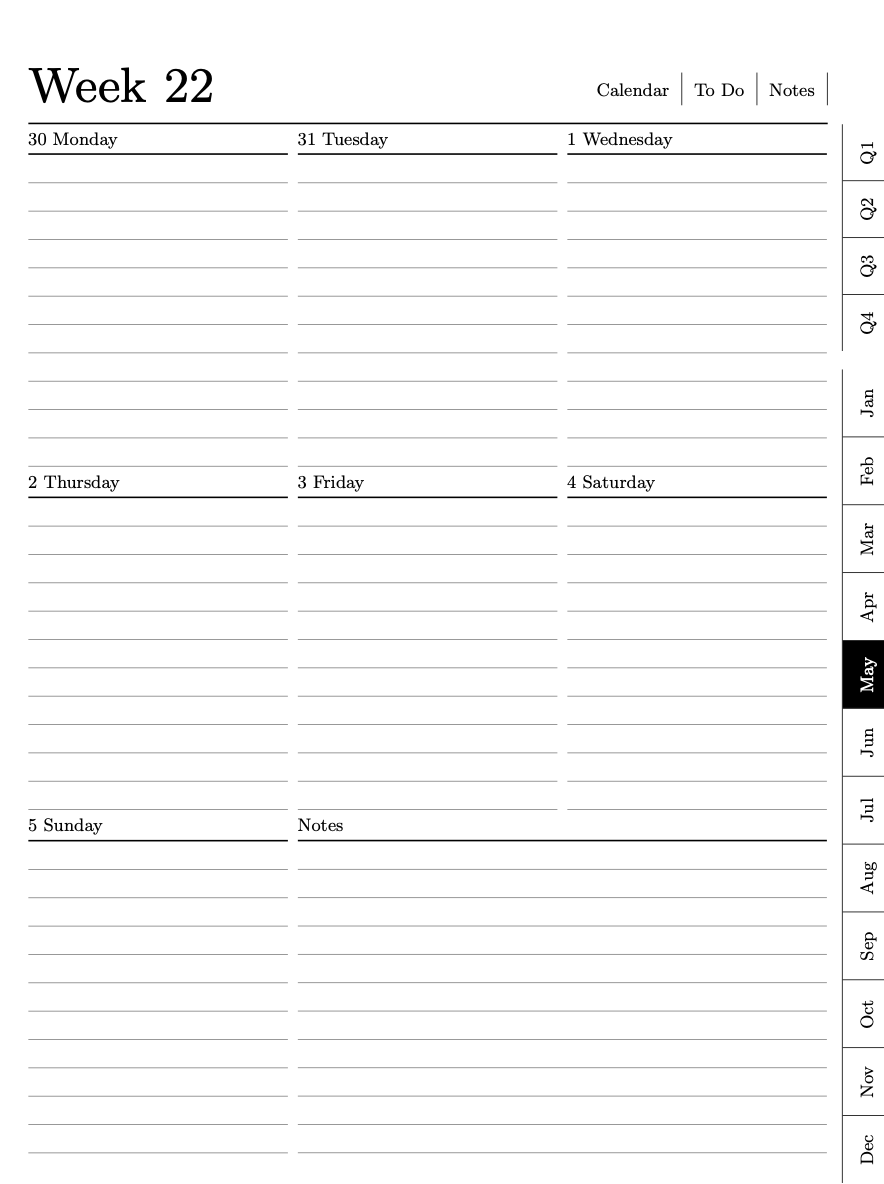 Week 22
Calendar To Do Notes
30 Monday 31 Tuesday 1 Wednesday
2 Thursday 3 Friday 4 Saturday
5 Sunday Notes
Q1
Q2
Q3
Q4
Jan
Feb
Mar
Apr
May
Jun
Jul
Aug
Sep
Oct
Nov
Dec